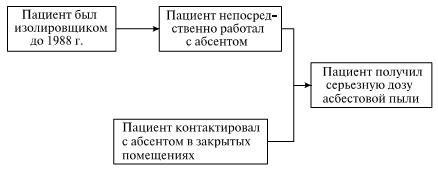 Пациент был
изолировщиком
до 1988 г.
Пациент непосред-
ственно работал
с абсентом
Пациент получил
серьезную дозу
асбестовой пыли
Пациент контактировал
с абсентом в закрытых
помещениях